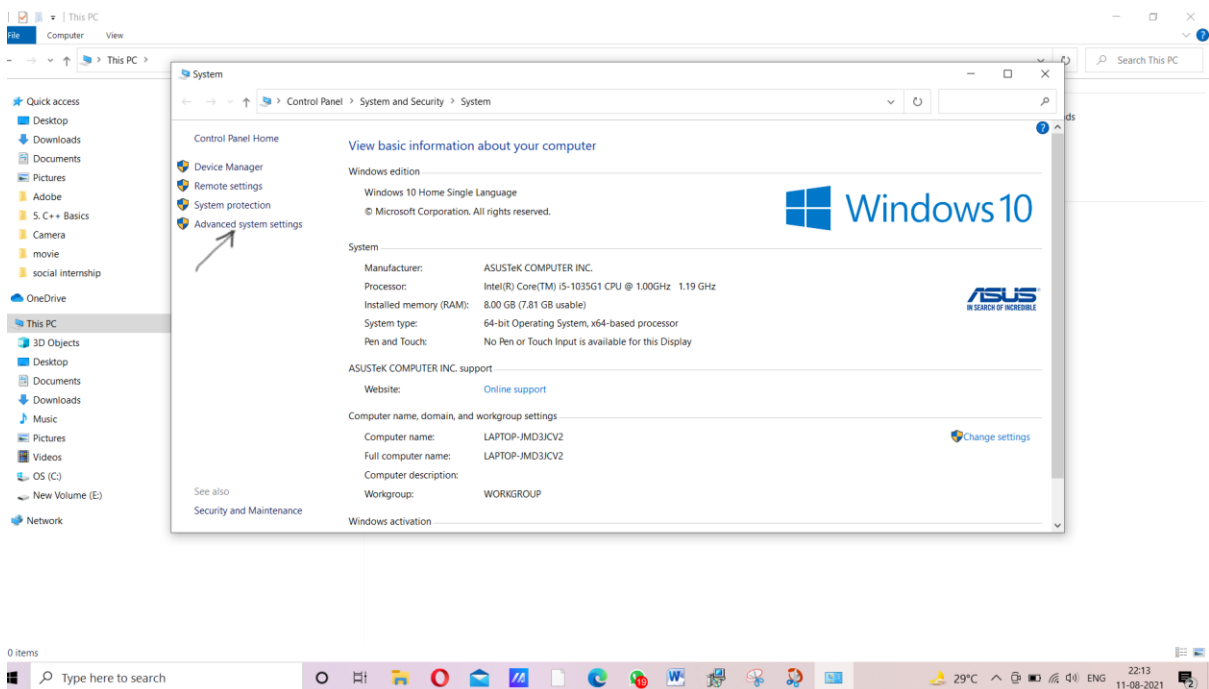 This PC
File Computer View
This PC
Search This PC
System
Control Panel > System and Security > System
Quick access
Desktop
Downloads
Documents
Pictures
Adobe
5. C++ Basics
Camera
movie
social internship
OneDrive
This PC
3D Objects
Desktop
Documents
Downloads
Music
Pictures
Videos
OS (C:)
New Volume (E:)
Network
Control Panel Home
Device Manager
Remote settings
System protection
Advanced system settings
See also
Security and Maintenance
View basic information about your computer
Windows edition
Windows 10 Home Single Language
© Microsoft Corporation. All rights reserved.
Windows 10
System
Manufacturer: ASUSTeK COMPUTER INC.
Processor: Intel(R) Core(TM) i5-1035G1 CPU @ 1.00GHz 1.19 GHz
Installed memory (RAM): 8.00 GB (7.81 GB usable)
System type: 64-bit Operating System, x64-based processor
Pen and Touch: No Pen or Touch Input is available for this Display
ASUS
IN SEARCH OF INCREDIBLE
ASUSTeK COMPUTER INC. support
Website: Online support
Computer name, domain, and workgroup settings
Computer name: LAPTOP-JMD3JCV2
Change settings
Full computer name: LAPTOP-JMD3JCV2
Computer description:
Workgroup: WORKGROUP
Windows activation
ds
0 items
Type here to search
29°C ENG 22:13
11-08-2021